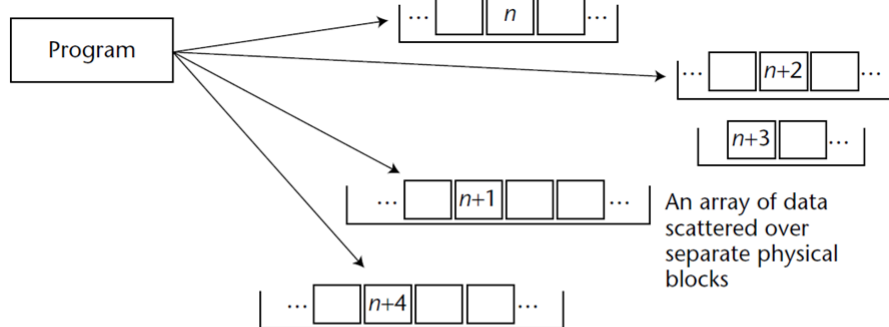 ... n ...
Program
... n+2 ...
n+3 ...
... n+1 ...
An array of data
scattered over
separate physical
blocks
... n+4 ...